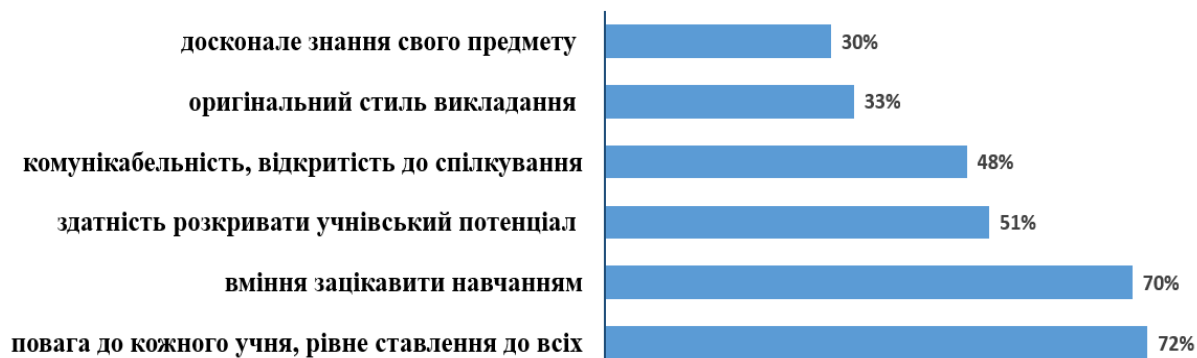 досконале знання свого предмету 30%
оригінальний стиль викладання 33%
комунікабельність, відкритість до спілкування 48%
здатність розкривати учнівський потенціал 51%
вміння зацікавити навчанням 70%
повага до кожного учня, рівне ставлення до всіх 72%